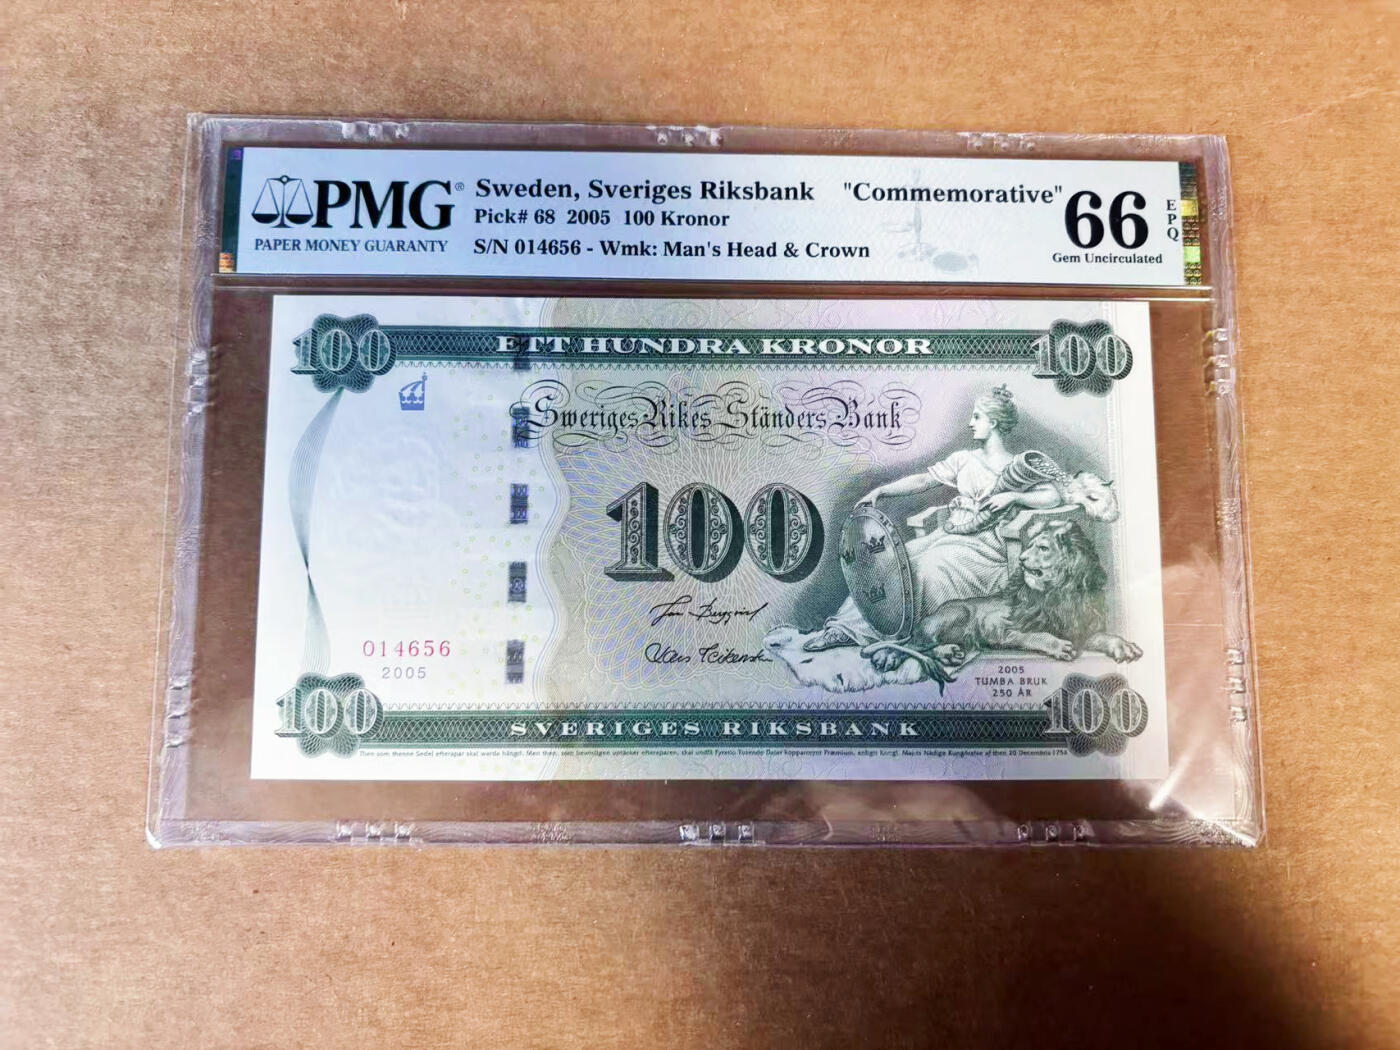 PMG®
PAPER MONEY GUARANTY
Sweden, Sveriges Riksbank "Commemorative"
Pick# 68 2005 100 Kronor
S/N 014656 - Wmk: Man's Head & Crown
66
EPQ
Gem Uncirculated
100
ETT HUNDRA KRONOR
100
Sweriges Rikes Ständers Bank
100
014656
2005
2005
TUMBA BRUK
250 ÅR
100
SVERIGES RIKSBANK
100